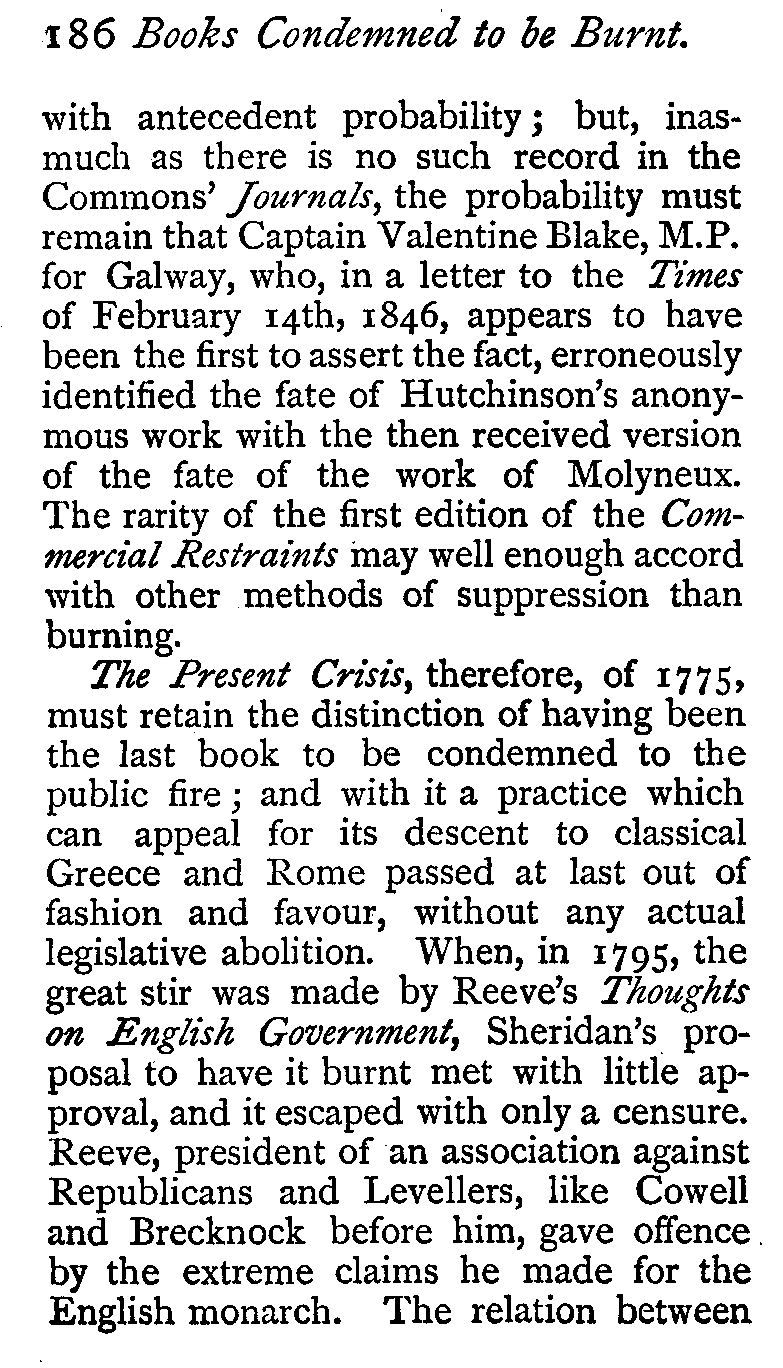 186 Books Condemned to be Burnt.
with antecedent probability; but, inas-
much as there is no such record in the
Commons' Journals, the probability must
remain that Captain Valentine Blake, M.P.
for Galway, who, in a letter to the Times
of February 14th, 1846, appears to have
been the first to assert the fact, erroneously
identified the fate of Hutchinson's anony-
mous work with the then received version
of the fate of the work of Molyneux.
The rarity of the first edition of the Com-
mercial Restraints may well enough accord
with other methods of suppression than
burning.
The Present Crisis, therefore, of 1775,
must retain the distinction of having been
the last book to be condemned to the
public fire; and with it a practice which
can appeal for its descent to classical
Greece and Rome passed at last out of
fashion and favour, without any actual
legislative abolition. When, in 1795, the
great stir was made by Reeve's Thoughts
on English Government, Sheridan's pro-
posal to have it burnt met with little ap-
proval, and it escaped with only a censure.
Reeve, president of an association against
Republicans and Levellers, like Cowell
and Brecknock before him, gave offence
by the extreme claims he made for the
English monarch. The relation between